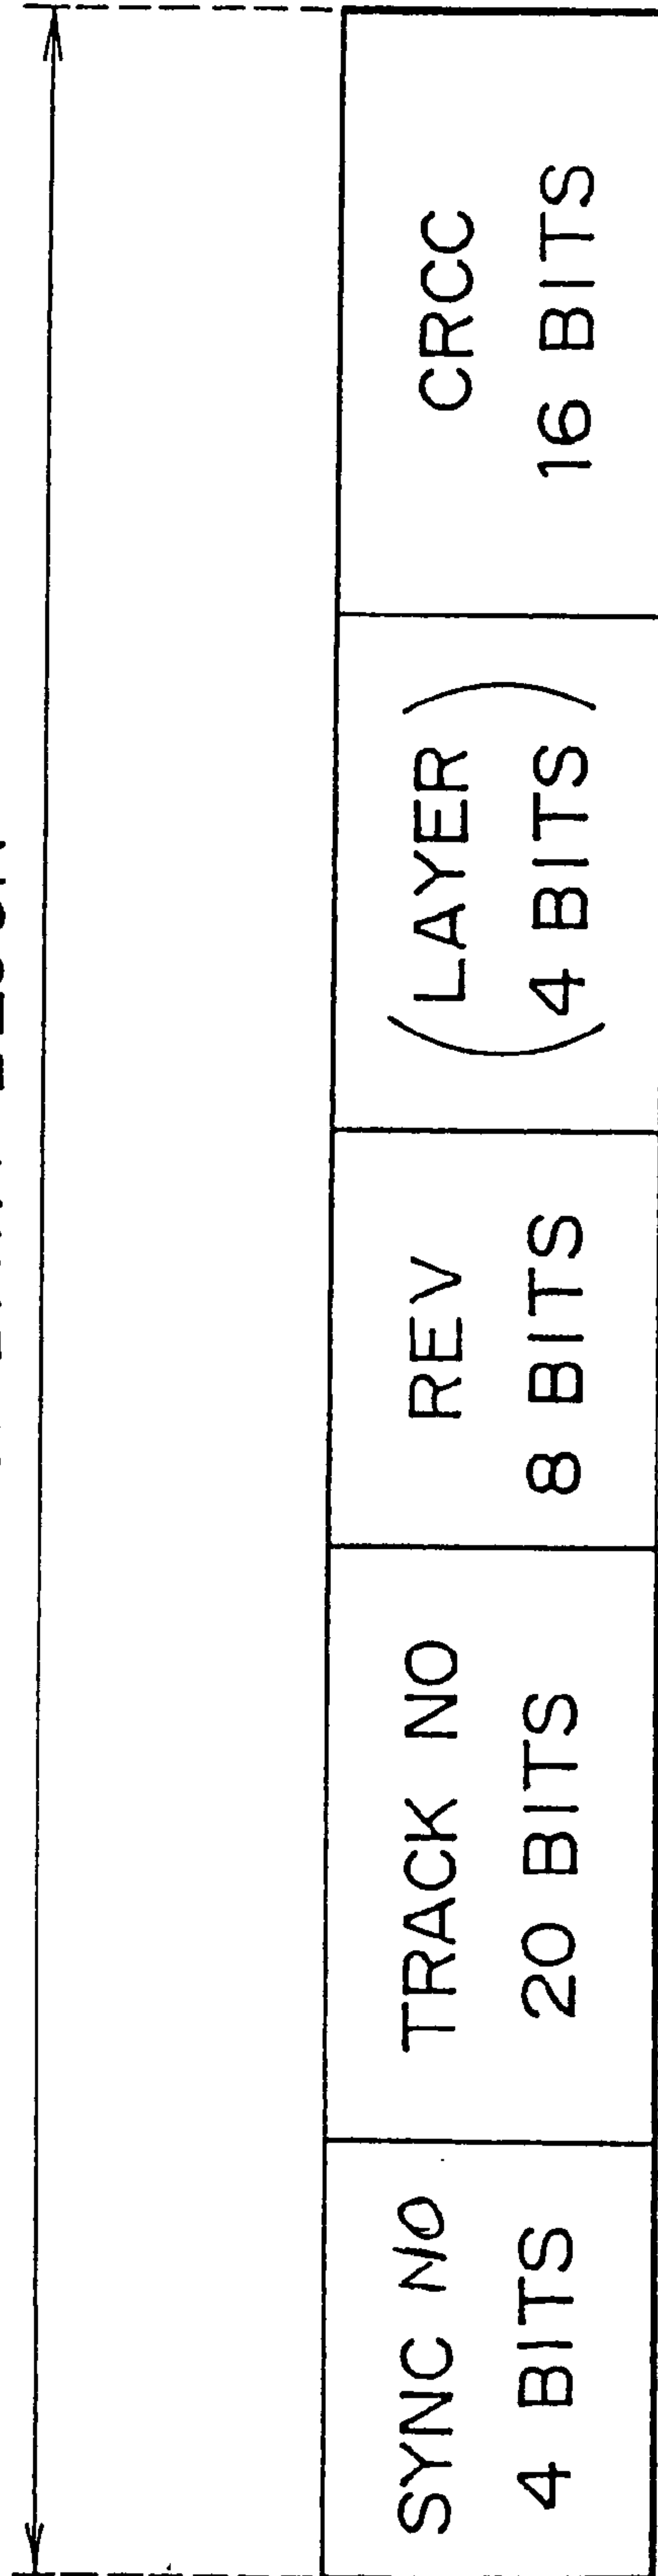 SYNC NO
4 BITS
TRACK NO
20 BITS
REV
8 BITS
(LAYER
4 BITS)
CRCC
16 BITS